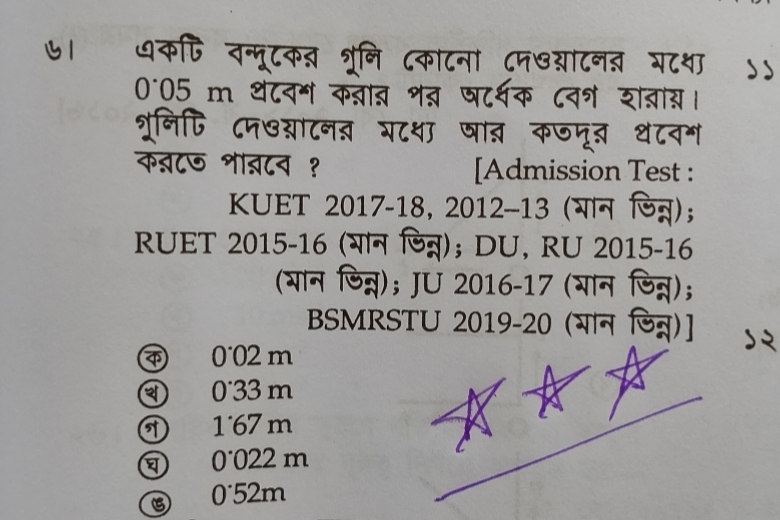 ৬। একটি বন্দুকের গুলি কোনো দেওয়ালের মধ্যে
0·05 m প্রবেশ করার পর অর্ধেক বেগ হারায়।
গুলিটি দেওয়ালের মধ্যে আর কতদূর প্রবেশ
করতে পারবে ? [Admission Test :
KUET 2017-18, 2012–13 (মান ভিন্ন);
RUET 2015-16 (মান ভিন্ন); DU, RU 2015-16
(মান ভিন্ন); JU 2016-17 (মান ভিন্ন);
BSMRSTU 2019-20 (মান ভিন্ন)]
ক 0·02 m
খ 0·33 m
গ 1·67 m
ঘ 0·022 m
ঙ 0·52m
১১
১২